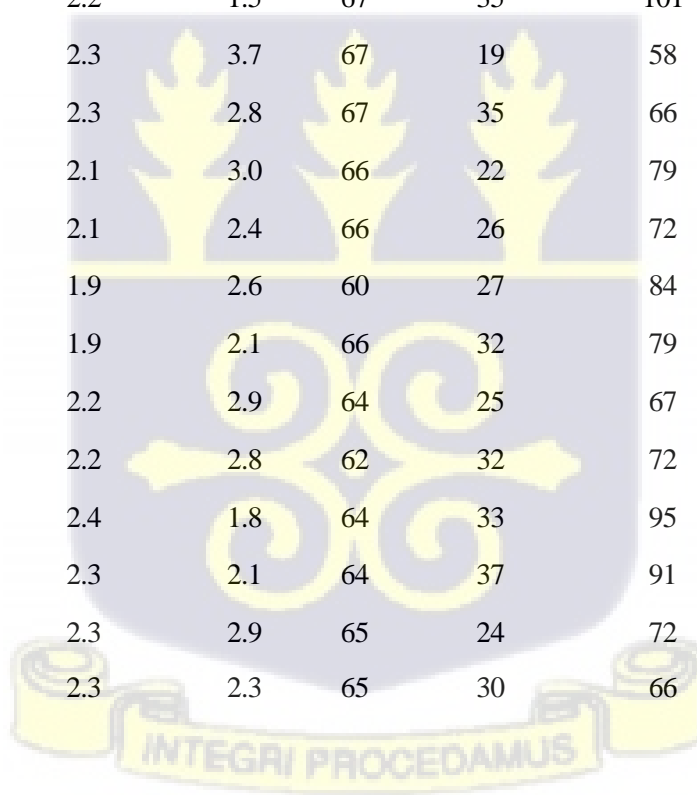 2.3 3.7 67 19 58
2.3 2.8 67 35 66
2.1 3.0 66 22 79
2.1 2.4 66 26 72
1.9 2.6 60 27 84
1.9 2.1 66 32 79
2.2 2.9 64 25 67
2.2 2.8 62 32 72
2.4 1.8 64 33 95
2.3 2.1 64 37 91
2.3 2.9 65 24 72
2.3 2.3 65 30 66
INTEGRI PROCEDAMUS